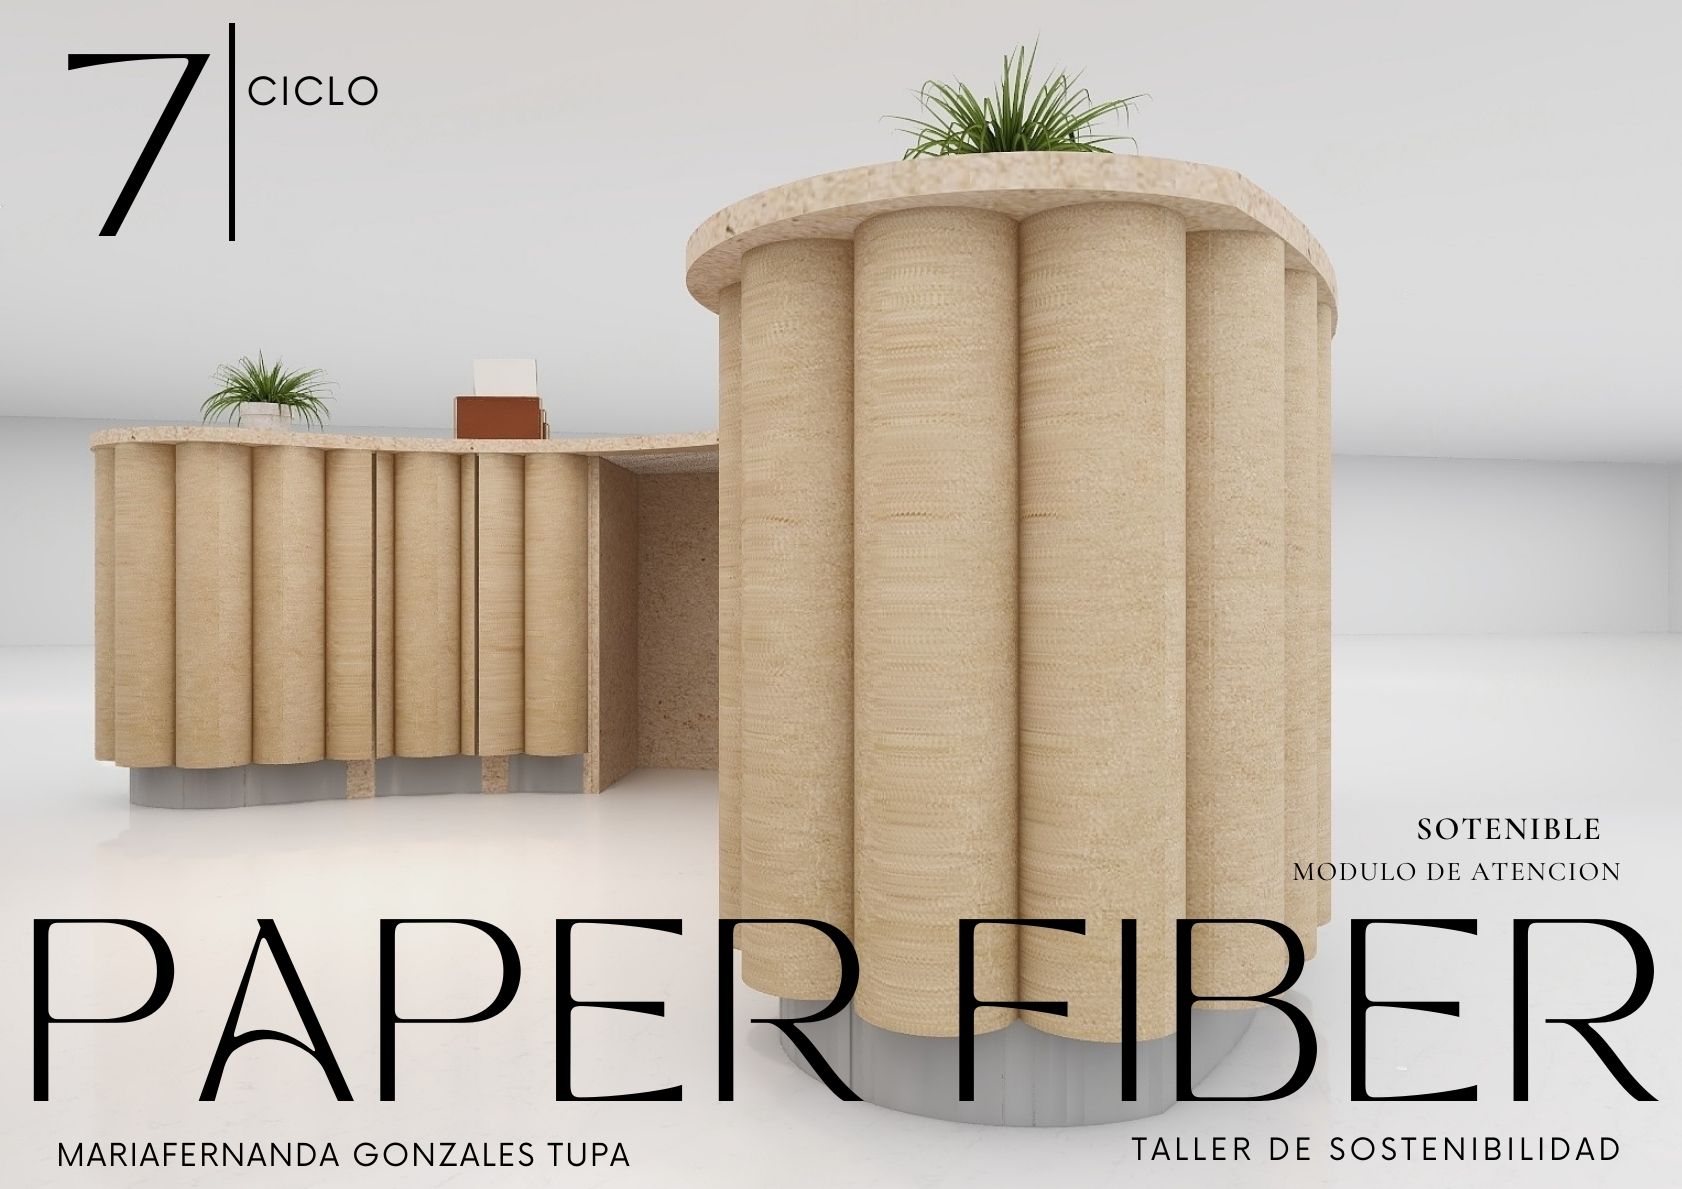 7 CICLO
SOTENIBLE
MODULO DE ATENCION
PAPER FIBER
MARIAFERNANDA GONZALES TUPA
TALLER DE SOSTENIBILIDAD